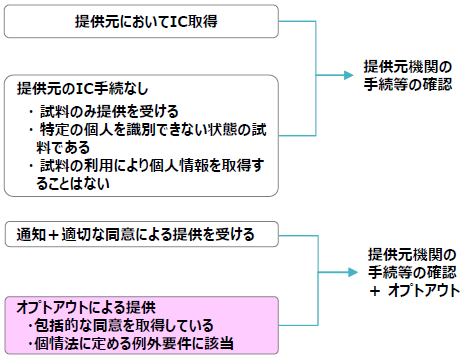 提供元においてIC取得
提供元のIC手続なし
・ 試料のみ提供を受ける
・ 特定の個人を識別できない状態の試
料である
・ 試料の利用により個人情報を取得す
ることはない
提供元機関の
手続等の確認
通知＋適切な同意による提供を受ける
オプトアウトによる提供
・包括的な同意を取得している
・個情法に定める例外要件に該当
提供元機関の
手続等の確認
＋ オプトアウト